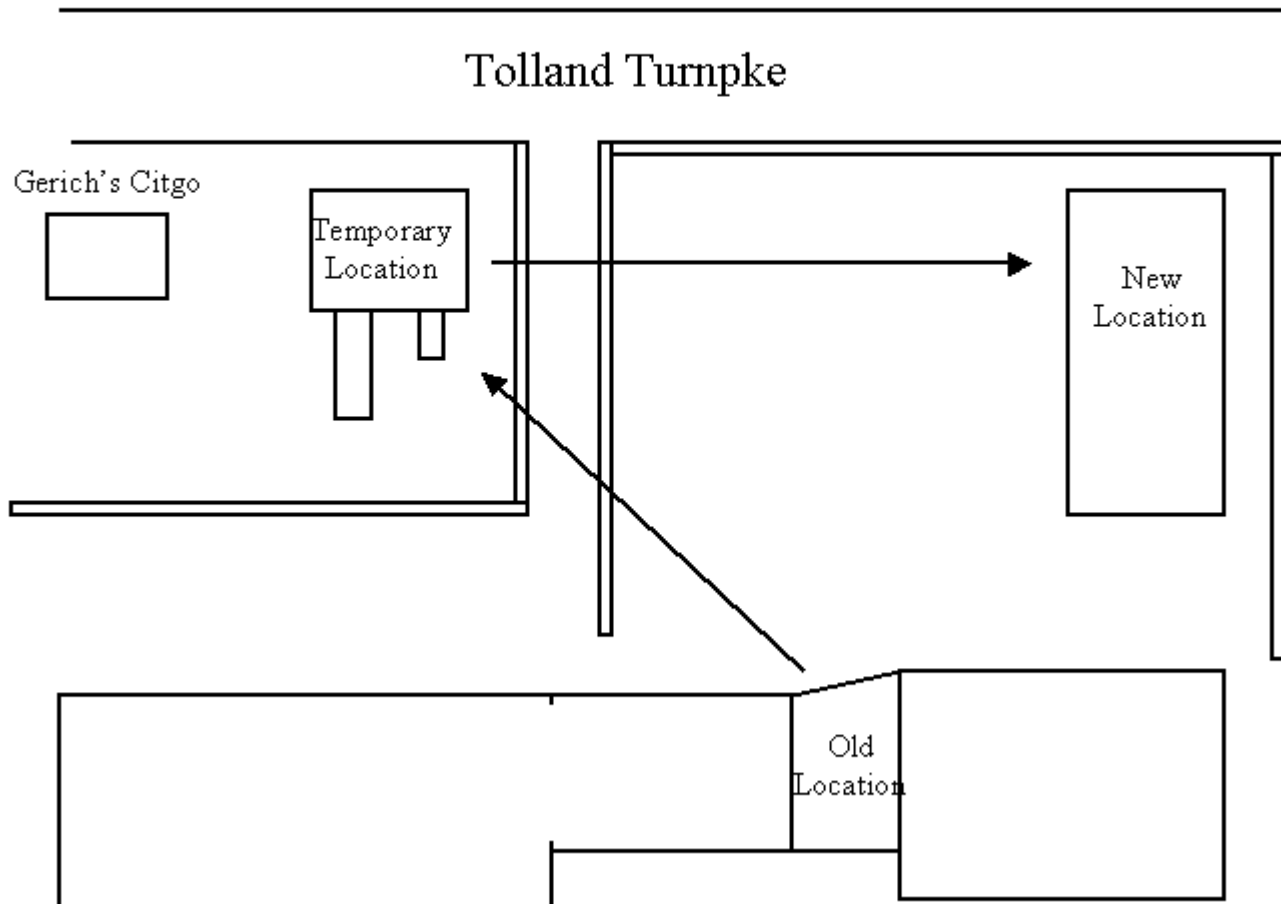 Tolland Turnpke
Gerich's Citgo
Temporary
Location
New
Location
Old
Location